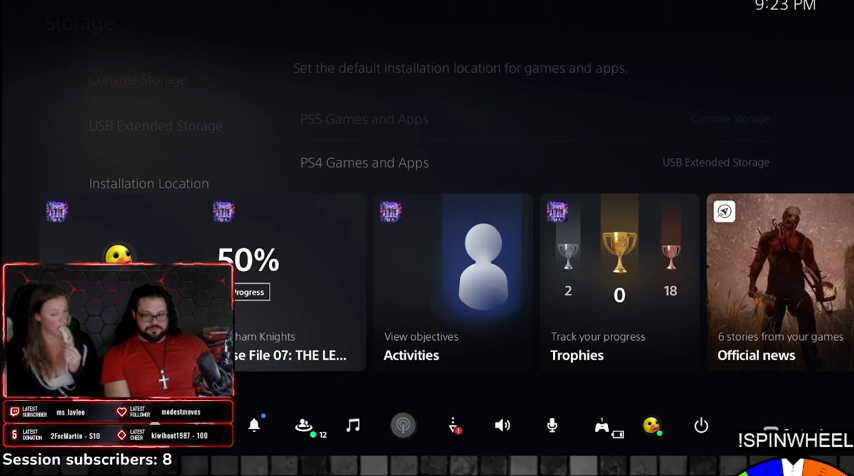 9:23 PM
Storage
Console Storage
Set the default installation location for games and apps.
USB Extended Storage
PS5 Games and Apps
Console Storage
PS4 Games and Apps
USB Extended Storage
Installation Location
50%
Progress
ham Knights
se File 07: THE LE...
View objectives
Activities
2
0
18
Track your progress
Trophies
6 stories from your games
Official news
LATEST SUBSCRIBER ms_lavlee
LATEST FOLLOWER medestmoves
LATEST DONATION 2ForMartin - $10
LATEST CHEER kiwihoot1987 - 100
12
Session subscribers: 8
!SPINWHEEL